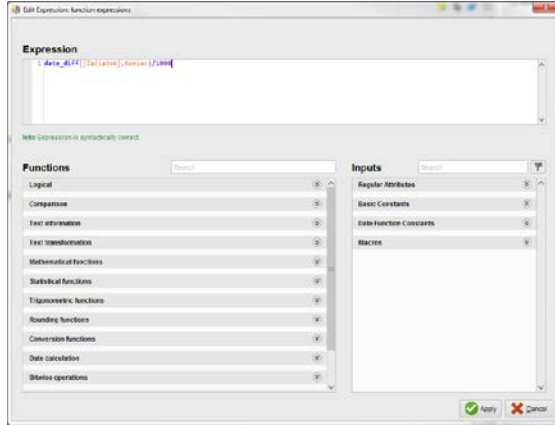 Edit Expression: function expressions
Expression
1 date_diff([Zaciatok],Koniec)/1000
Info: Expression is syntactically correct.
Functions
Search
Inputs
Search
Logical
Comparison
Text information
Text transformation
Mathematical functions
Statistical functions
Trigonometric functions
Rounding functions
Conversion functions
Date calculation
Bitwise operations
Regular Attributes
Basic Constants
Date Function Constants
Macros
Apply
Cancel